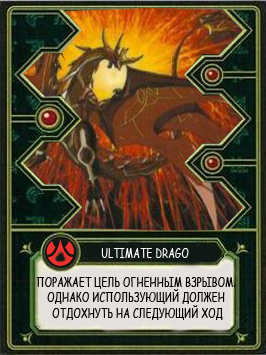 ULTIMATE DRAGO
ПОРАЖАЕТ ЦЕЛЬ ОГНЕННЫМ ВЗРЫВОМ.
ОДНАКО ИСПОЛЬЗУЮЩИЙ ДОЛЖЕН
ОТДОХНУТЬ НА СЛЕДУЮЩИЙ ХОД